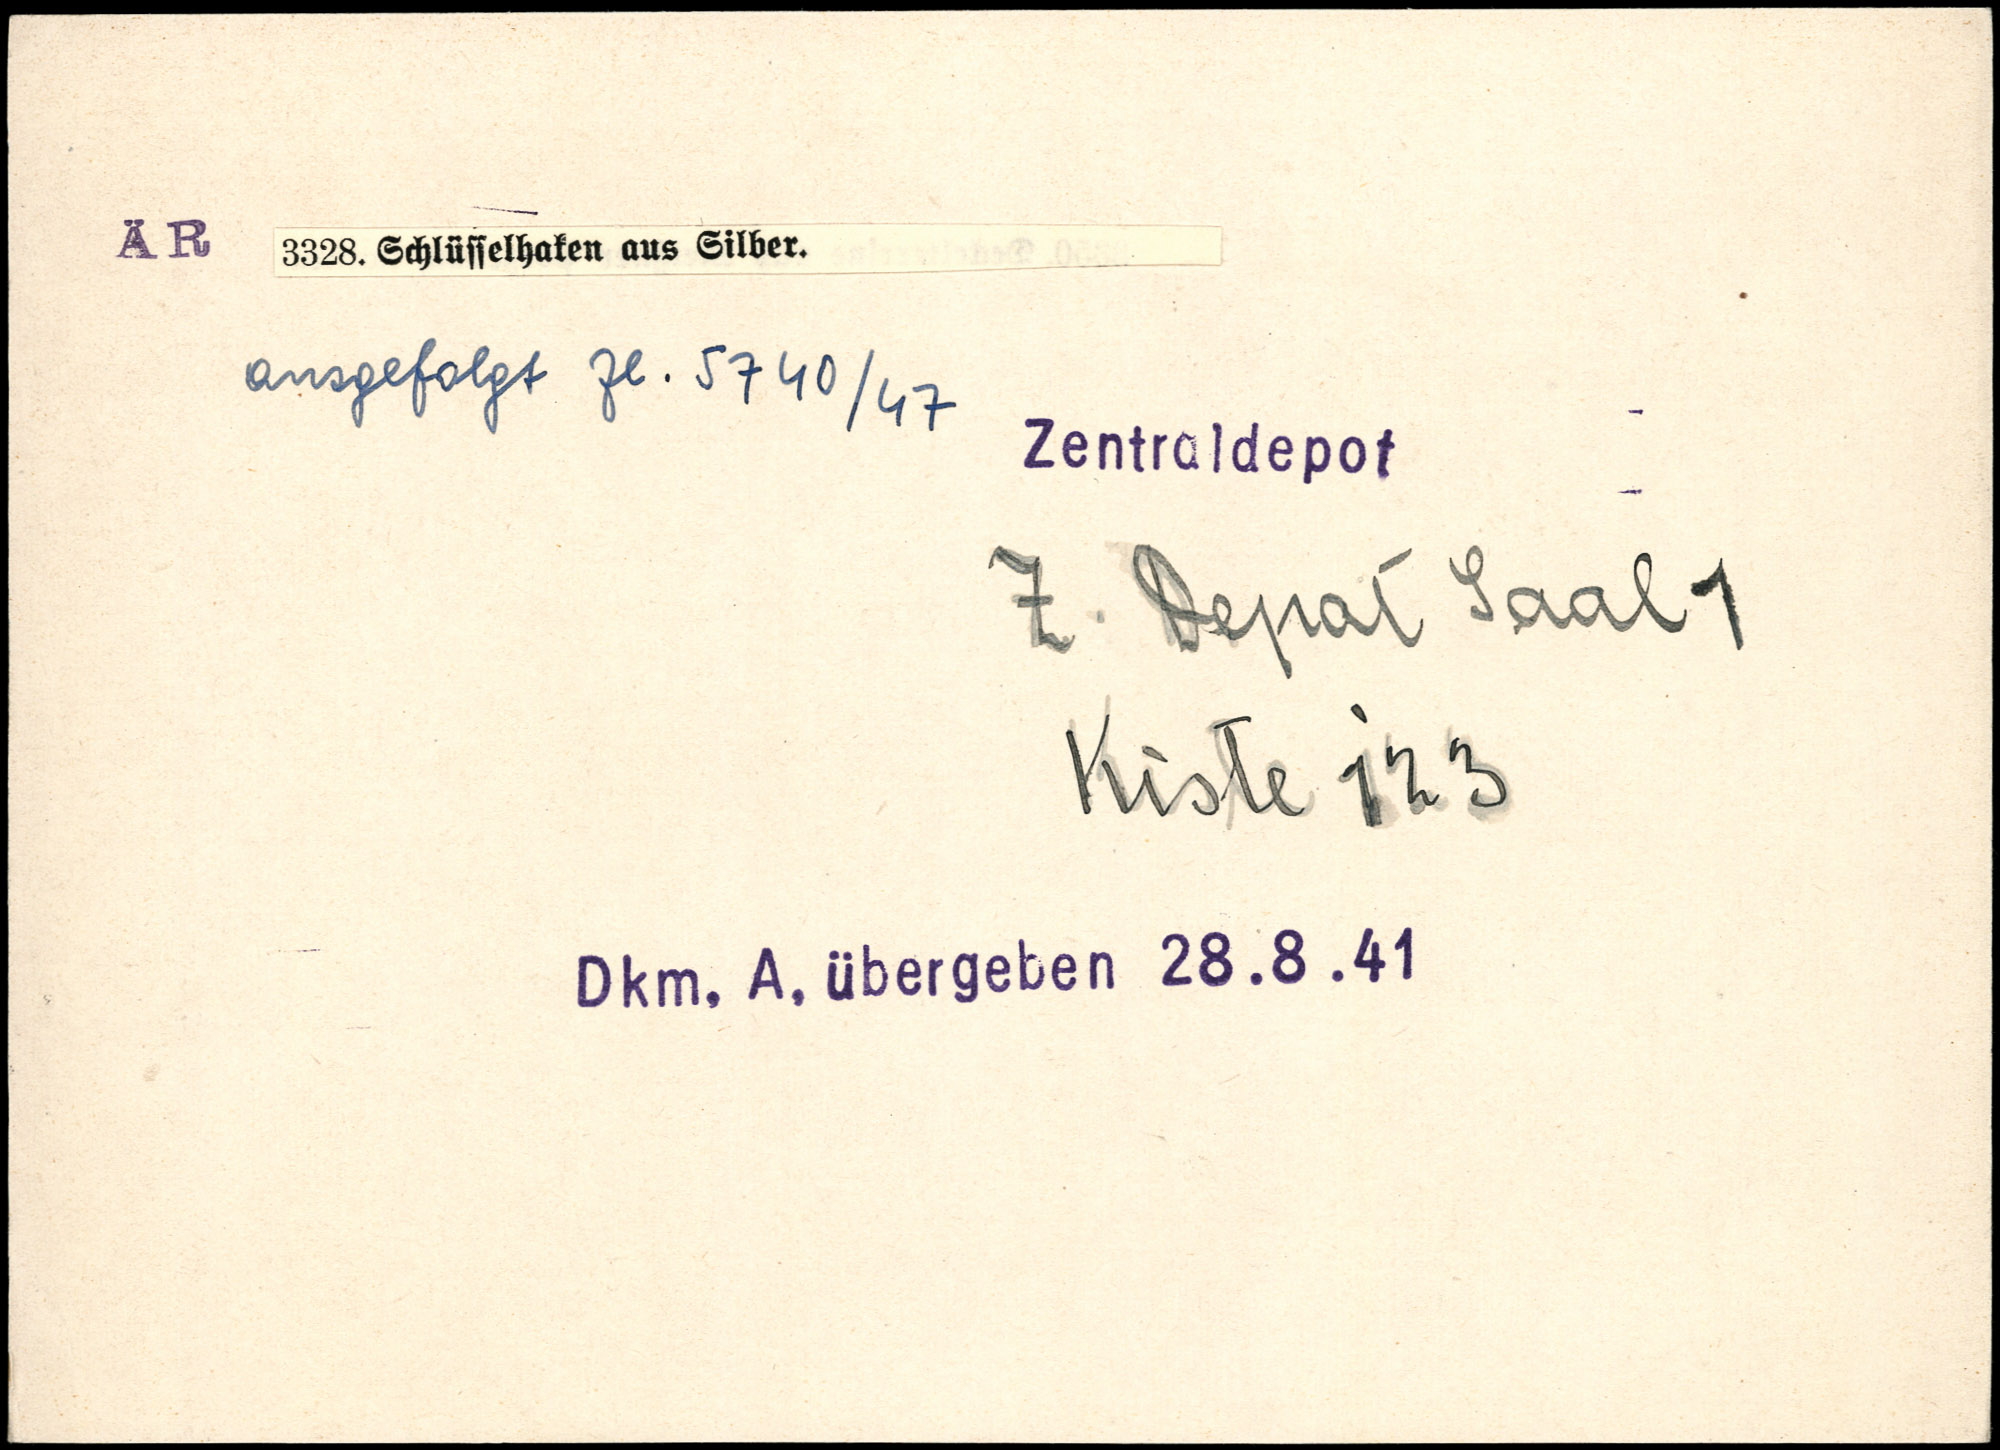 ÄR 3328. Schlüsselhaken aus Silber.
ausgefolgt Zl. 5740/47
Zentraldepot
Z. Depot Saal 1
Kiste 123
Dkm. A. übergeben 28.8.41